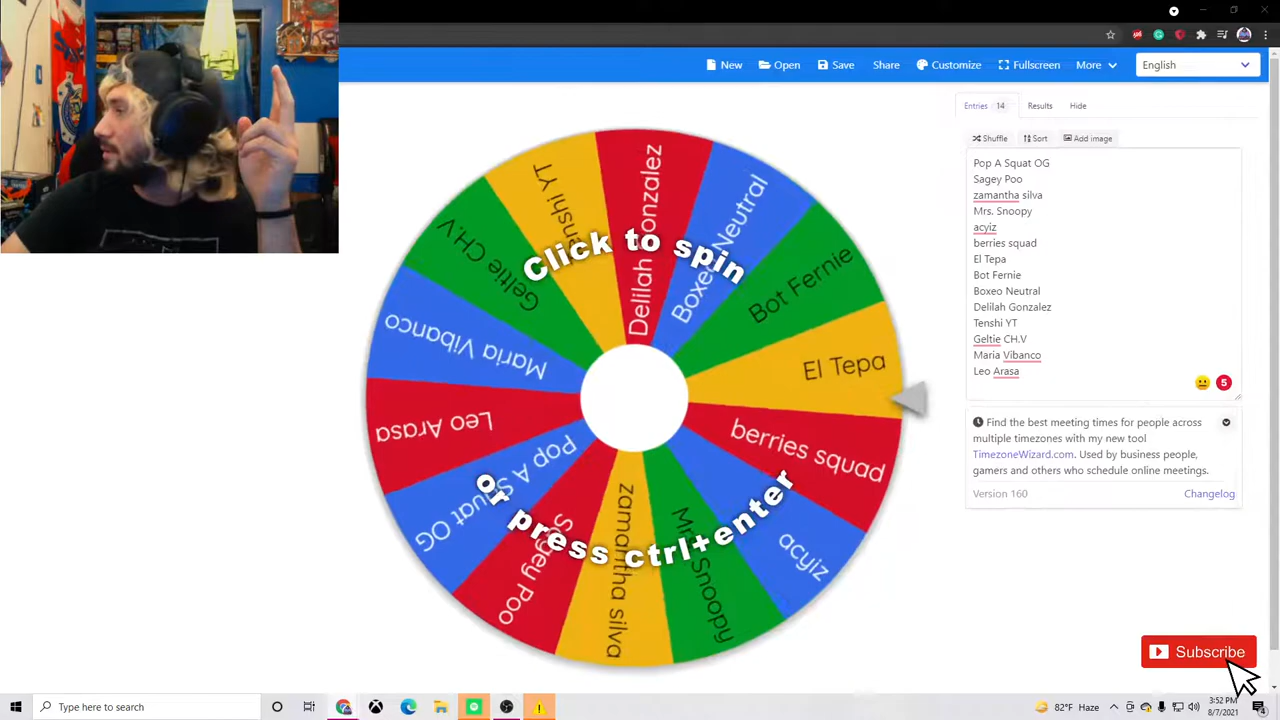 New
Open
Save
Share
Customize
Fullscreen
More
English
Entries 14
Results
Hide
Shuffle
Sort
Add image
Pop A Squat OG
Sagey Poo
zamantha silva
Mrs. Snoopy
acyiz
berries squad
El Tepa
Bot Fernie
Boxeo Neutral
Delilah Gonzalez
Tenshi YT
Geltie CH.V
Maria Vibanco
Leo Arasa
5
Find the best meeting times for people across
multiple timezones with my new tool
TimezoneWizard.com. Used by business people,
gamers and others who schedule online meetings.
Version 160
Changelog
Click to spin
or press ctrl+enter
Delilah Gonzalez
Boxeo Neutral
Bot Fernie
El Tepa
berries squad
acyiz
Mrs. Snoopy
zamantha silva
Sagey Poo
Pop A Squat OG
Leo Arasa
Maria Vibanco
Geltie CH.V
Tenshi YT
Subscribe
Type here to search
82°F Haze
3:52 PM
8/7/2021
4